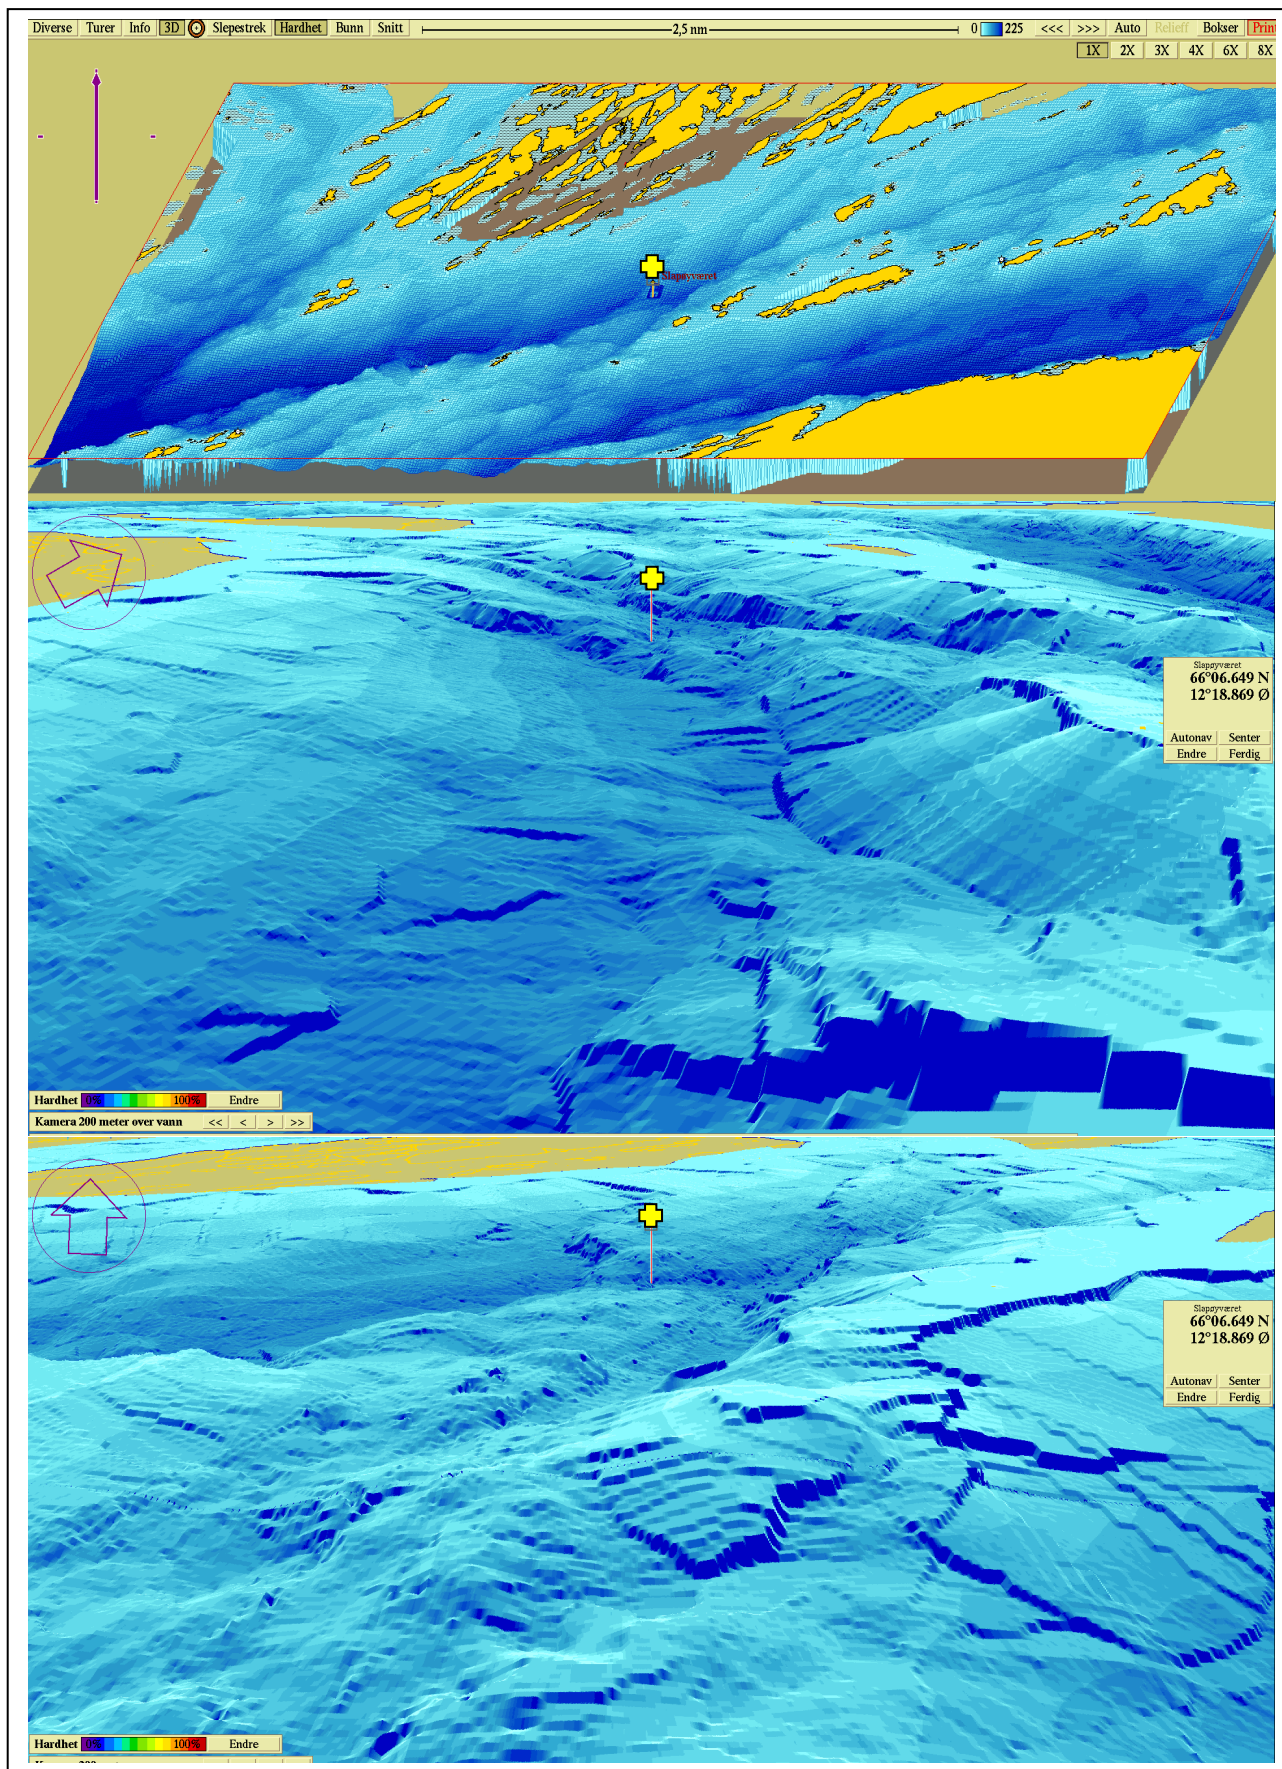 Diverse Turer Info 3D Slepestrek Hardhet Bunn Snitt 2,5 nm 0 225 <<< >>> Auto Relieff Bokser Print
1X 2X 3X 4X 6X 8X
Slapøyværet
Slapøyværet
66°06.649 N
12°18.869 Ø
Autonav Senter
Endre Ferdig
Hardhet 0% 100% Endre
Kamera 200 meter over vann << < > >>
Slapøyværet
66°06.649 N
12°18.869 Ø
Autonav Senter
Endre Ferdig
Hardhet 0% 100% Endre